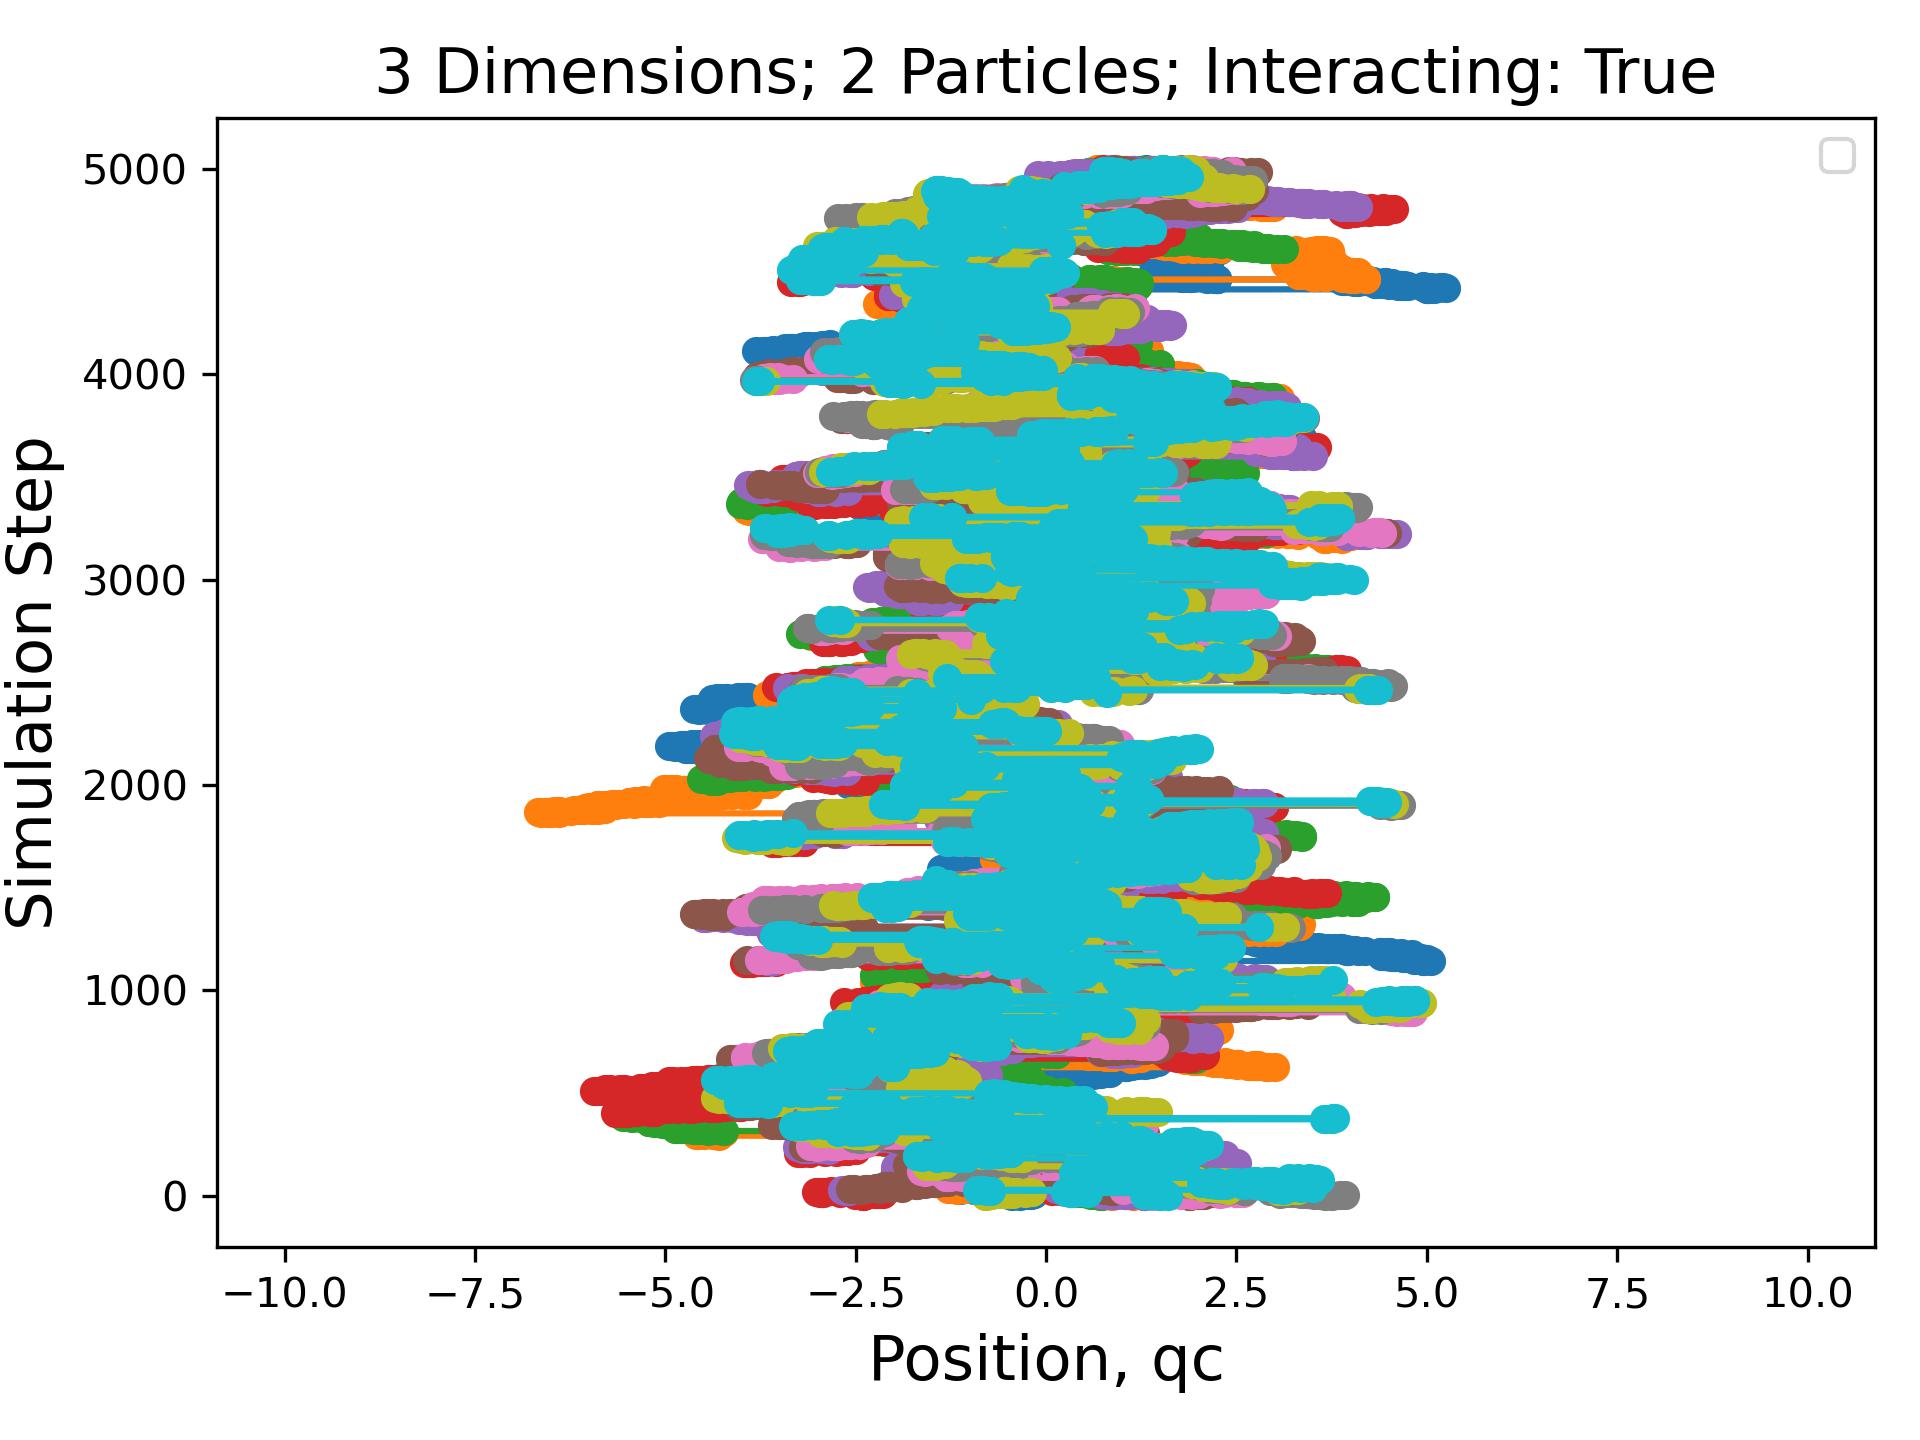 3 Dimensions; 2 Particles; Interacting: True
Simulation Step
5000
4000
3000
2000
1000
0
−10.0 −7.5 −5.0 −2.5 0.0 2.5 5.0 7.5 10.0
Position, qc